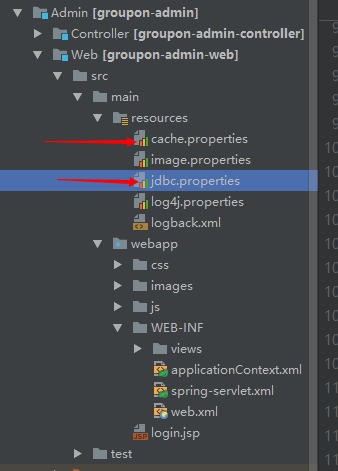 Admin [groupon-admin]
Controller [groupon-admin-controller]
Web [groupon-admin-web]
src
main
resources
cache.properties
image.properties
jdbc.properties
log4j.properties
logback.xml
webapp
css
images
js
WEB-INF
views
applicationContext.xml
spring-servlet.xml
web.xml
login.jsp
test